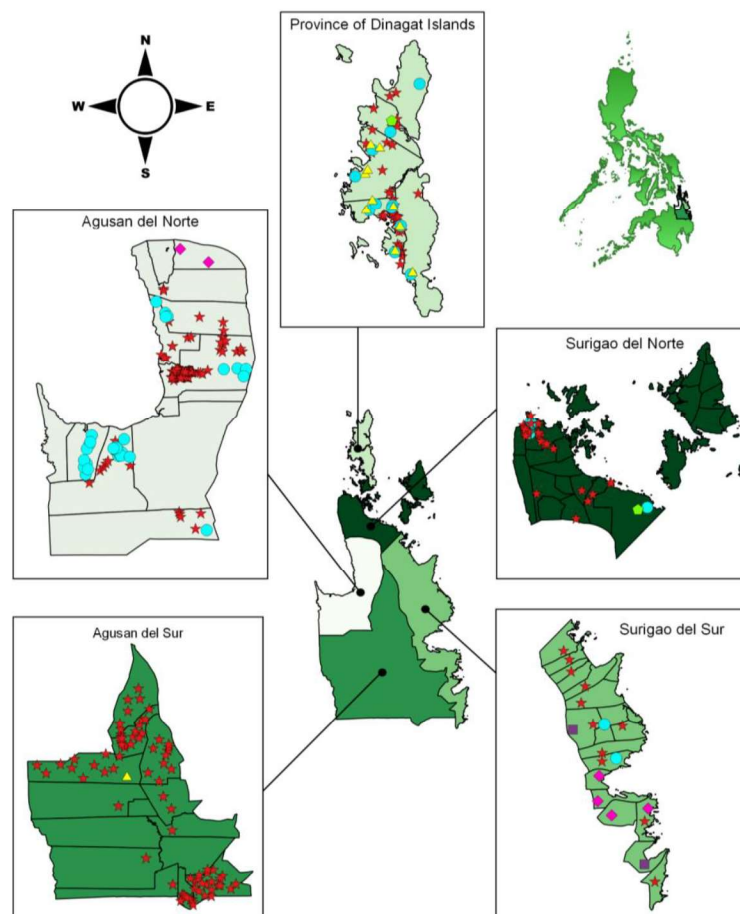 Province of Dinagat Islands
N
W E
S
Agusan del Norte
Surigao del Norte
Agusan del Sur
Surigao del Sur